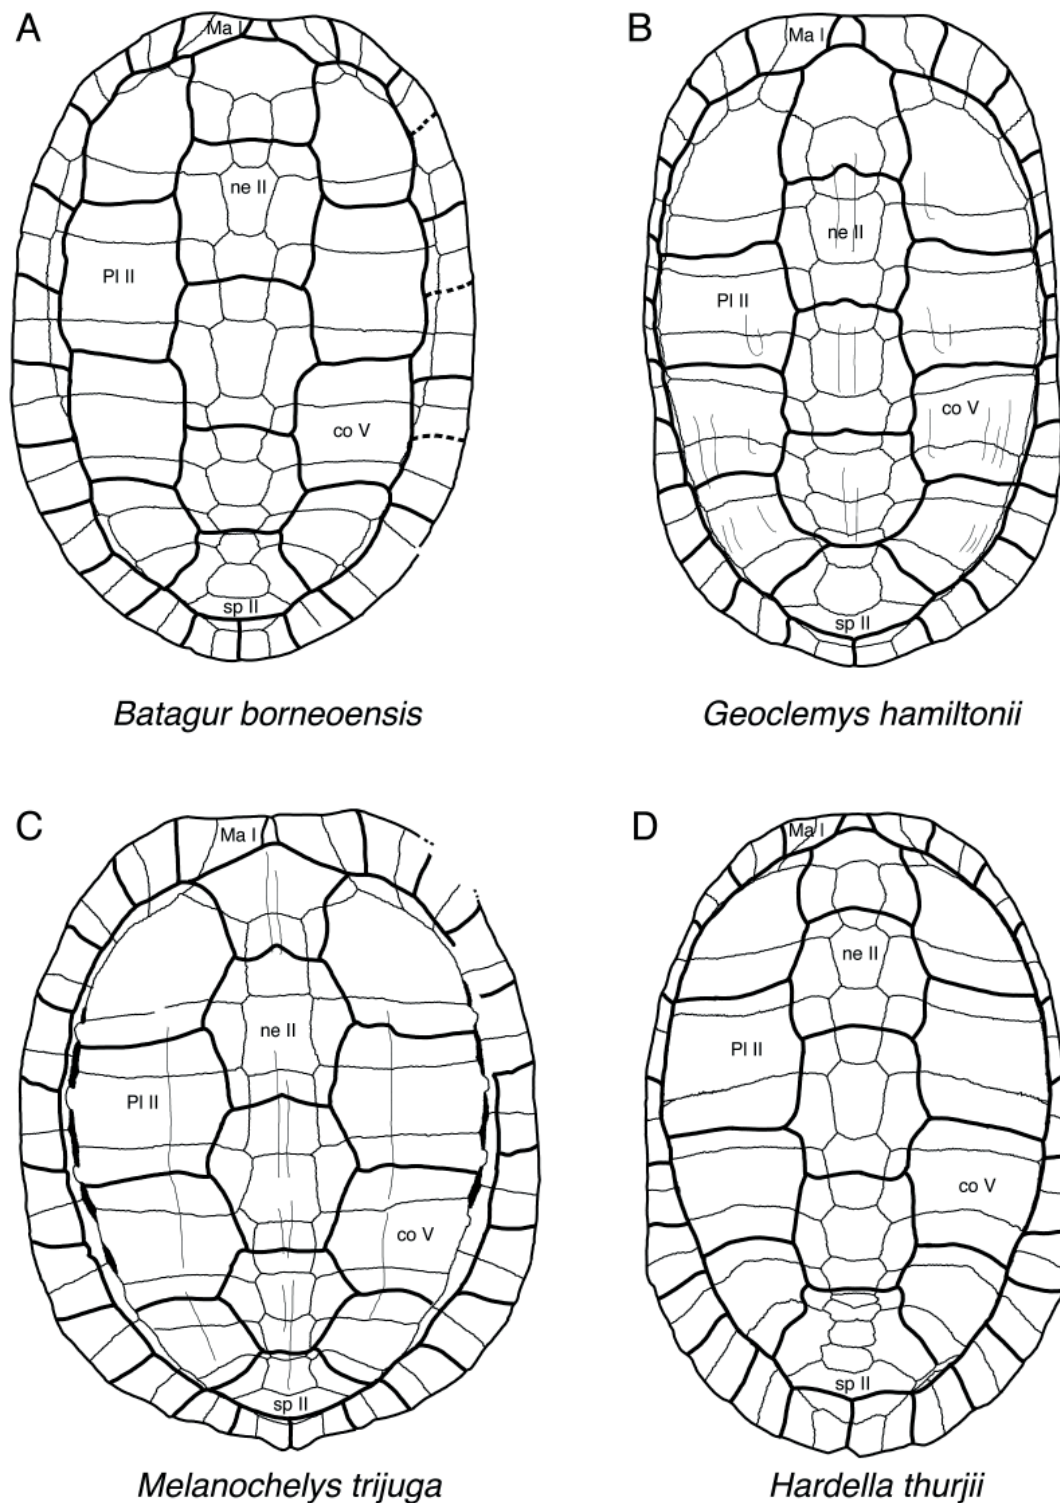 A
Ma I
ne II
Pl II
co V
sp II
Batagur borneoensis
B
Ma I
ne II
Pl II
co V
sp II
Geoclemys hamiltonii
C
Ma I
ne II
Pl II
co V
sp II
Melanochelys trijuga
D
Ma I
ne II
Pl II
co V
sp II
Hardella thurjii